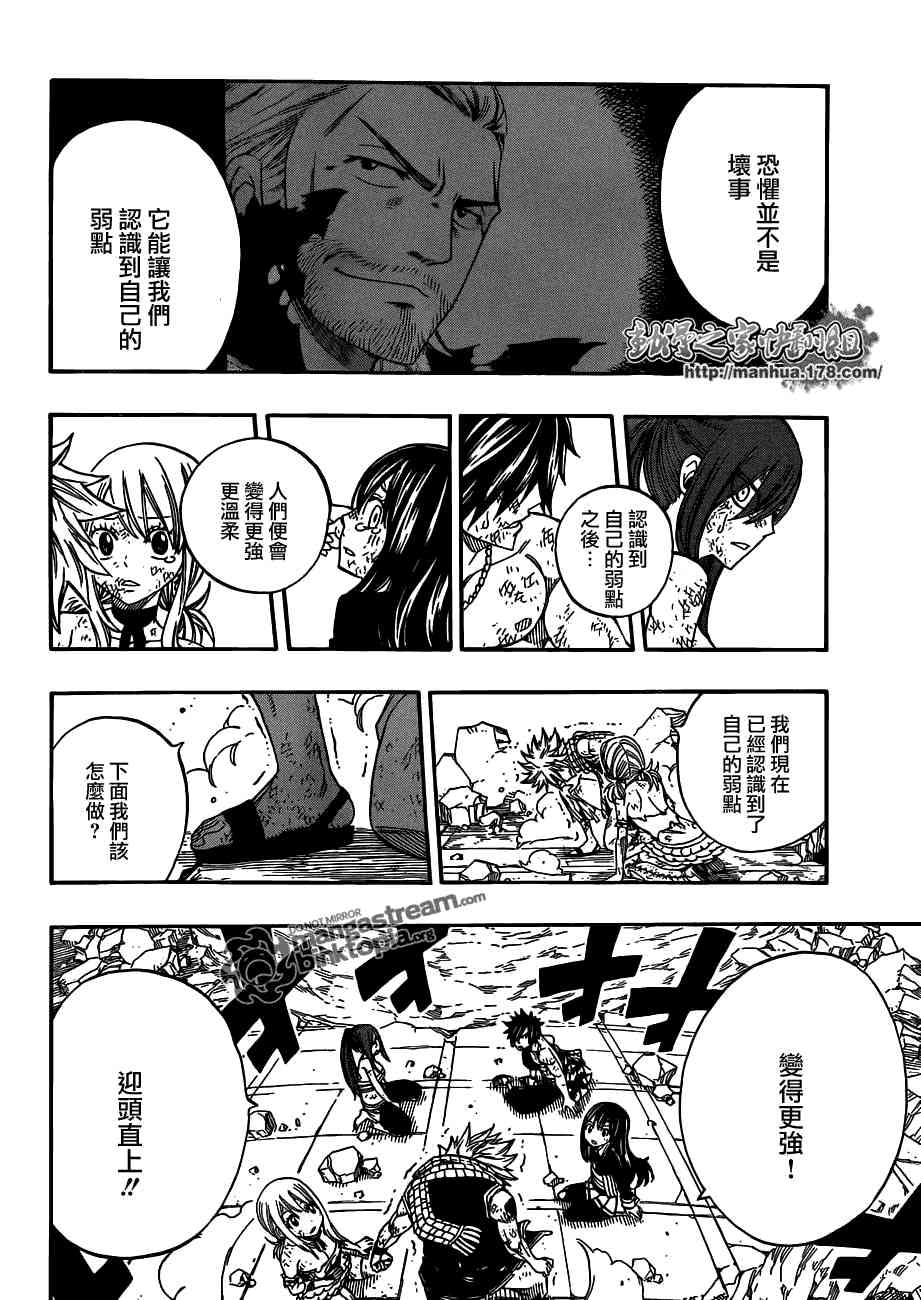 恐懼並不是
壞事
它能讓我們
認識到自己的
弱點
動漫之家
http://manhua.178.com/
認識到
自己的弱點
之後…
人們便會
變得更強
更溫柔
我們現在
已經認識到了
自己的弱點
下面我們該
怎麼做？
DO NOT MIRROR
mangastream.com
binktopia.org
變得更強！
迎頭直上！！